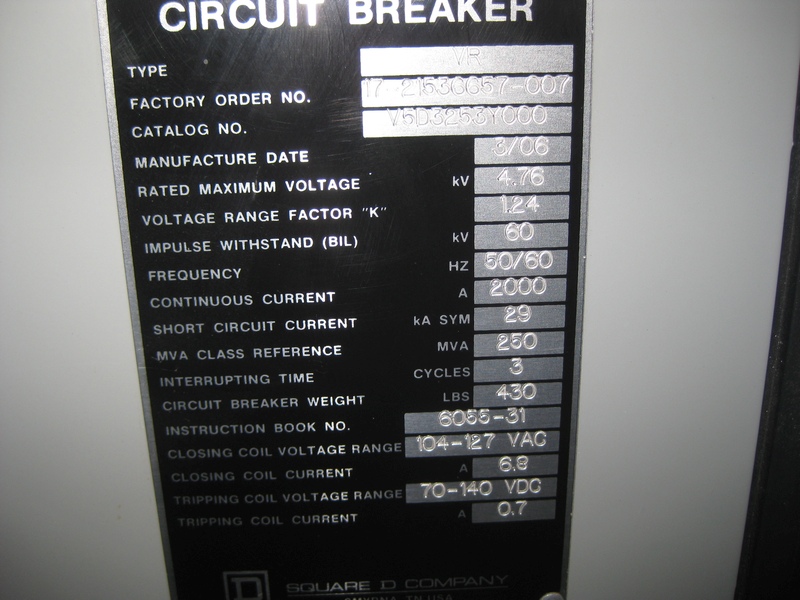 CIRCUIT BREAKER
TYPE VR
FACTORY ORDER NO. 17-21530657-007
CATALOG NO. V5D3253Y000
MANUFACTURE DATE 3/06
RATED MAXIMUM VOLTAGE kV 4.76
VOLTAGE RANGE FACTOR "K" 1.24
IMPULSE WITHSTAND (BIL) kV 60
FREQUENCY HZ 50/60
CONTINUOUS CURRENT A 2000
SHORT CIRCUIT CURRENT kA SYM 29
MVA CLASS REFERENCE MVA 250
INTERRUPTING TIME CYCLES 3
CIRCUIT BREAKER WEIGHT LBS 430
INSTRUCTION BOOK NO. 6055-31
CLOSING COIL VOLTAGE RANGE 104-127 VAC
CLOSING COIL CURRENT A 6.8
TRIPPING COIL VOLTAGE RANGE 70-140 VDC
TRIPPING COIL CURRENT A 0.7
D SQUARE D COMPANY
SMYRNA, TN USA